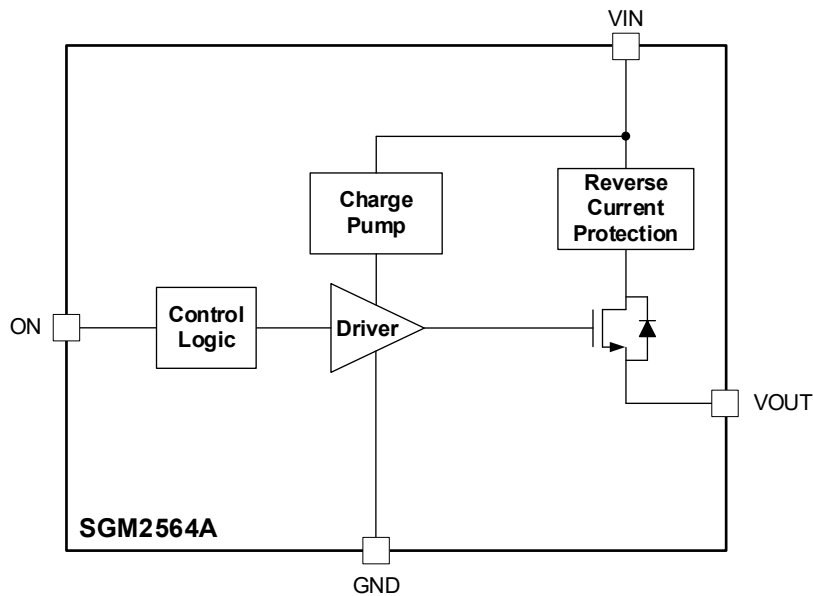 VIN
Charge
Pump
Reverse
Current
Protection
ON
Control
Logic
Driver
VOUT
SGM2564A
GND